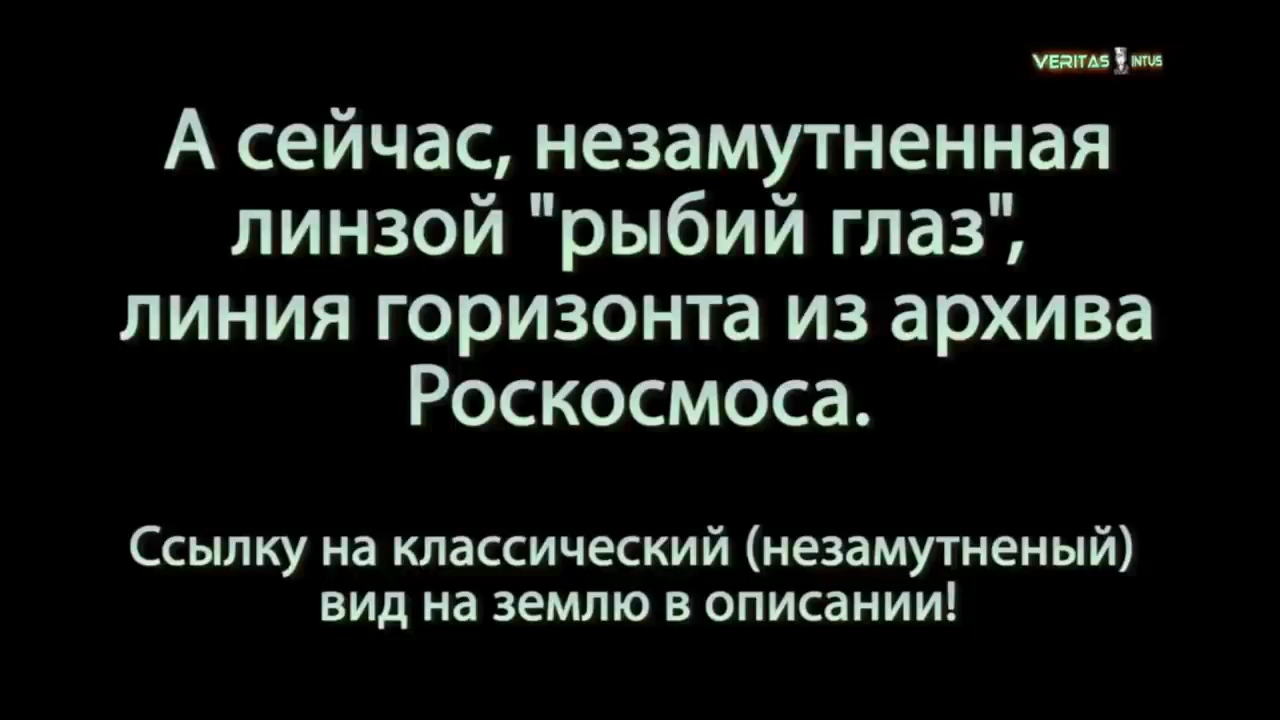 VERITAS INTUS
А сейчас, незамутненная
линзой "рыбий глаз",
линия горизонта из архива
Роскосмоса.
Ссылку на классический (незамутненый)
вид на землю в описании!